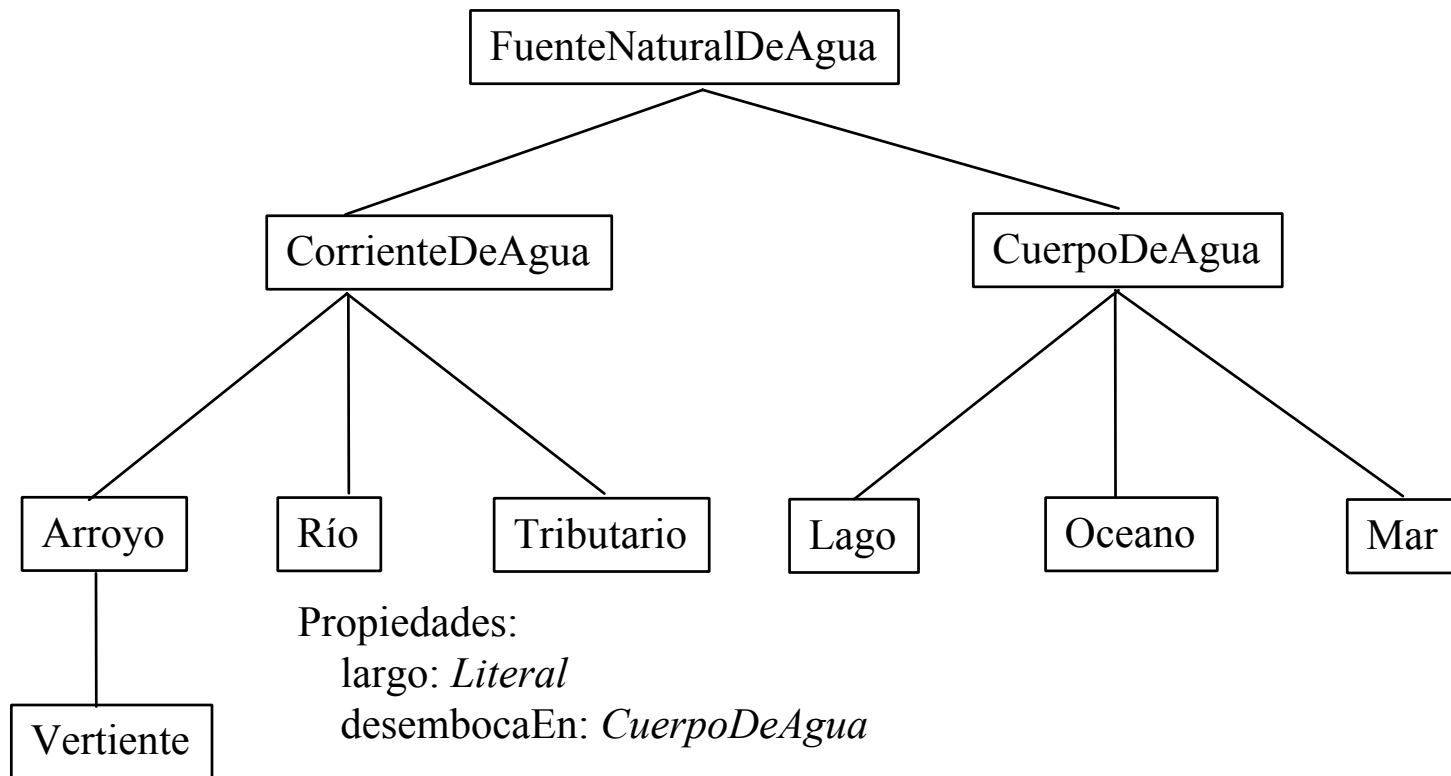 FuenteNaturalDeAgua
CorrienteDeAgua
CuerpoDeAgua
Arroyo
Río
Tributario
Lago
Oceano
Mar
Propiedades:
largo: Literal
desembocaEn: CuerpoDeAgua
Vertiente